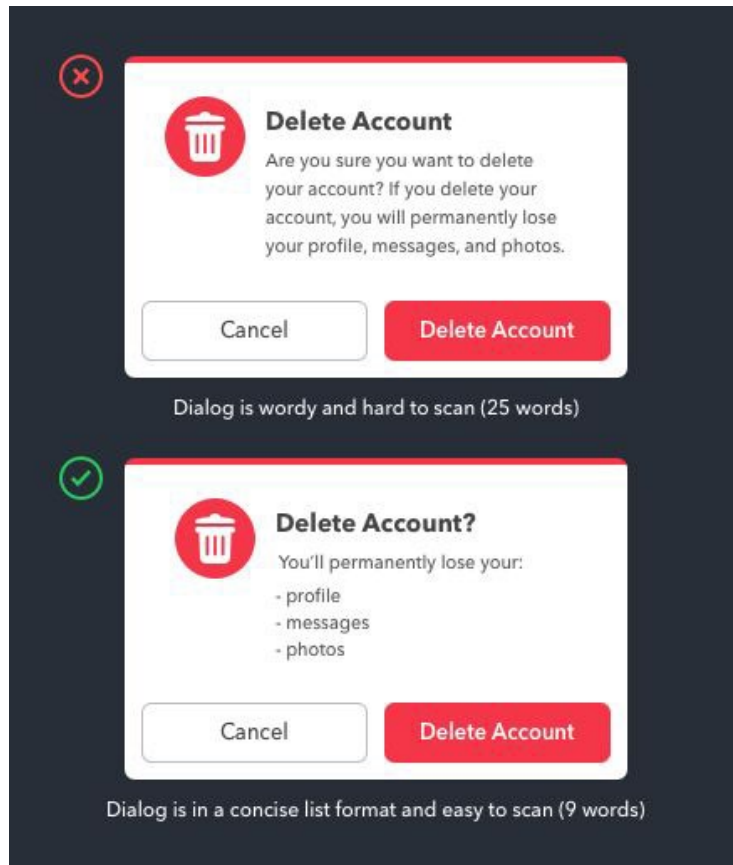 Delete Account
Are you sure you want to delete
your account? If you delete your
account, you will permanently lose
your profile, messages, and photos.
Cancel
Delete Account
Dialog is wordy and hard to scan (25 words)
Delete Account?
You'll permanently lose your:
- profile
- messages
- photos
Cancel
Delete Account
Dialog is in a concise list format and easy to scan (9 words)